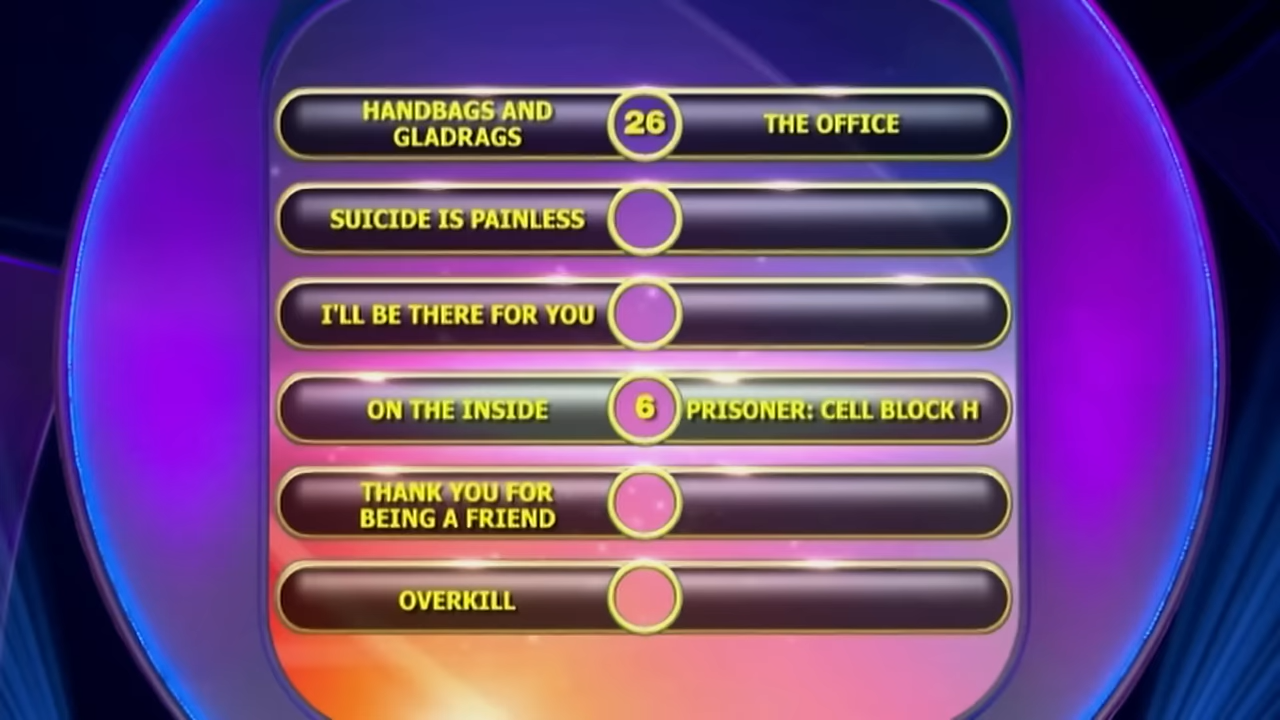 HANDBAGS AND
GLADRAGS
26
THE OFFICE
SUICIDE IS PAINLESS
I'LL BE THERE FOR YOU
ON THE INSIDE
6
PRISONER: CELL BLOCK H
THANK YOU FOR
BEING A FRIEND
OVERKILL